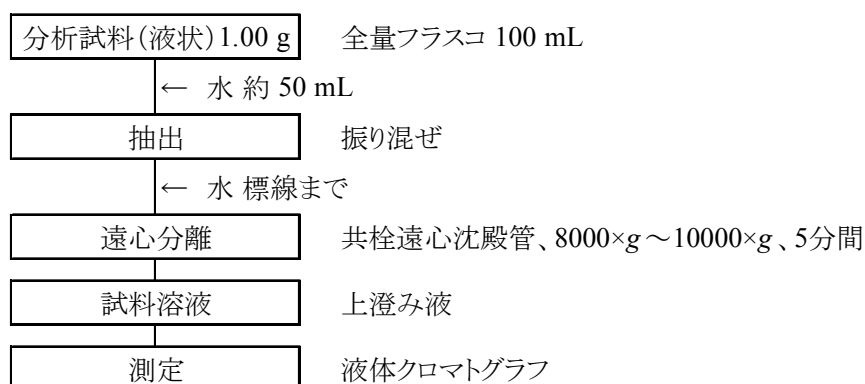 分析試料(液状)1.00 g 全量フラスコ 100 mL
← 水 約 50 mL
抽出 振り混ぜ
← 水 標線まで
遠心分離 共栓遠心沈殿管、8000×g～10000×g、5分間
試料溶液 上澄み液
測定 液体クロマトグラフ